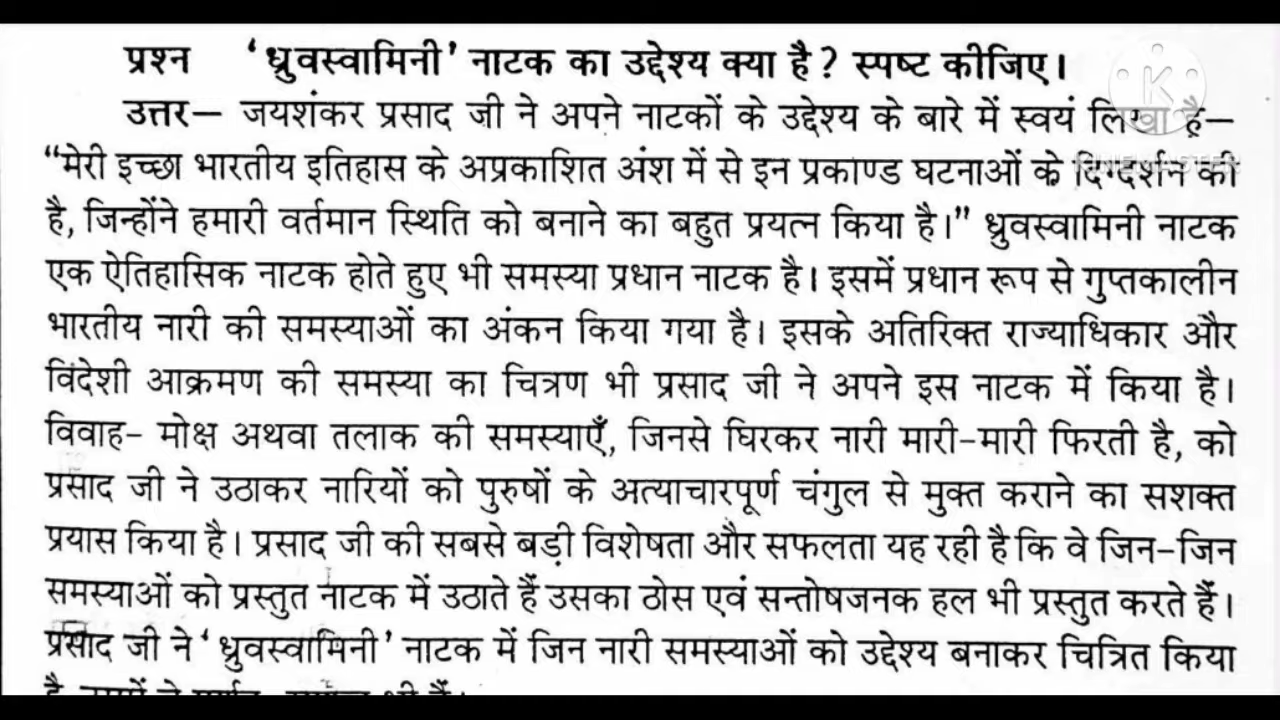 प्रश्न 'ध्रुवस्वामिनी' नाटक का उद्देश्य क्या है? स्पष्ट कीजिए।
उत्तर— जयशंकर प्रसाद जी ने अपने नाटकों के उद्देश्य के बारे में स्वयं लिखा है—
"मेरी इच्छा भारतीय इतिहास के अप्रकाशित अंश में से इन प्रकाण्ड घटनाओं के दिग्दर्शन की
है, जिन्होंने हमारी वर्तमान स्थिति को बनाने का बहुत प्रयत्न किया है।" ध्रुवस्वामिनी नाटक
एक ऐतिहासिक नाटक होते हुए भी समस्या प्रधान नाटक है। इसमें प्रधान रूप से गुप्तकालीन
भारतीय नारी की समस्याओं का अंकन किया गया है। इसके अतिरिक्त राज्याधिकार और
विदेशी आक्रमण की समस्या का चित्रण भी प्रसाद जी ने अपने इस नाटक में किया है।
विवाह- मोक्ष अथवा तलाक की समस्याएँ, जिनसे घिरकर नारी मारी-मारी फिरती है, को
प्रसाद जी ने उठाकर नारियों को पुरुषों के अत्याचारपूर्ण चंगुल से मुक्त कराने का सशक्त
प्रयास किया है। प्रसाद जी की सबसे बड़ी विशेषता और सफलता यह रही है कि वे जिन-जिन
समस्याओं को प्रस्तुत नाटक में उठाते हैं उसका ठोस एवं सन्तोषजनक हल भी प्रस्तुत करते हैं।
प्रसाद जी ने 'ध्रुवस्वामिनी' नाटक में जिन नारी समस्याओं को उद्देश्य बनाकर चित्रित किया
KINEMASTER